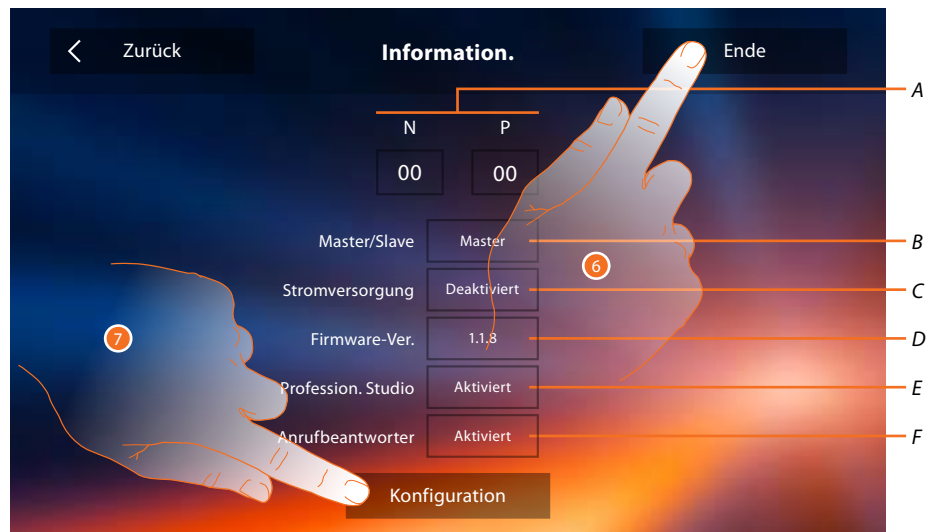 Zurück
Information.
Ende
A
N P
00 00
Master/Slave Master B
6
Stromversorgung Deaktiviert C
7
Firmware-Ver. 1.1.8 D
Profession. Studio Aktiviert E
Anrufbeantworter Aktiviert F
Konfiguration